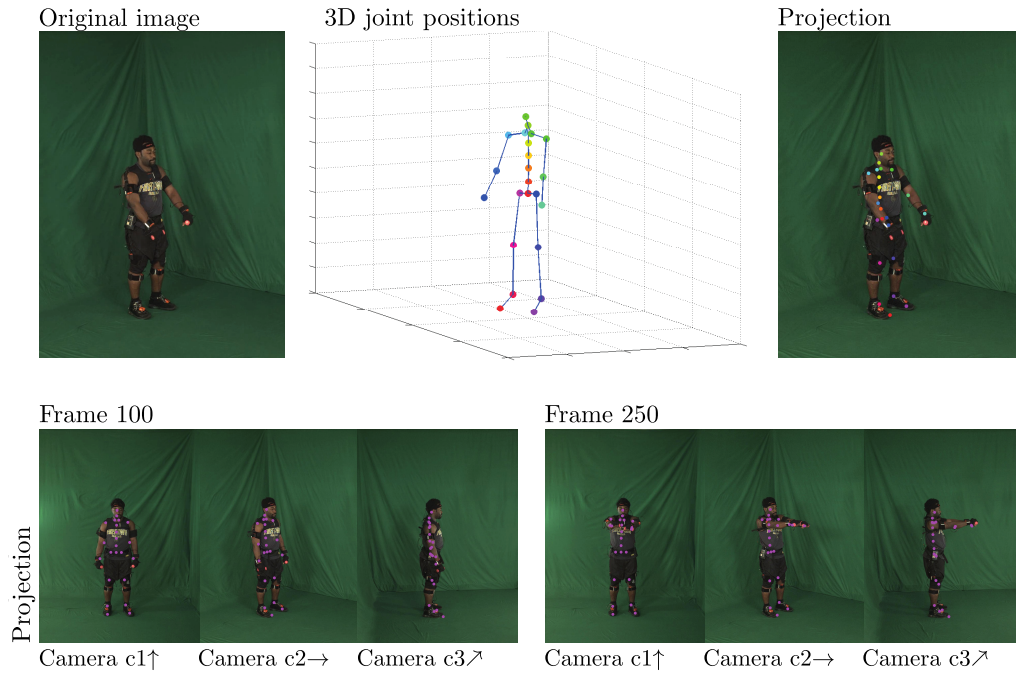 Original image
3D joint positions
Projection
Frame 100
Frame 250
Projection
Camera c1↑
Camera c2→
Camera c3↗
Camera c1↑
Camera c2→
Camera c3↗